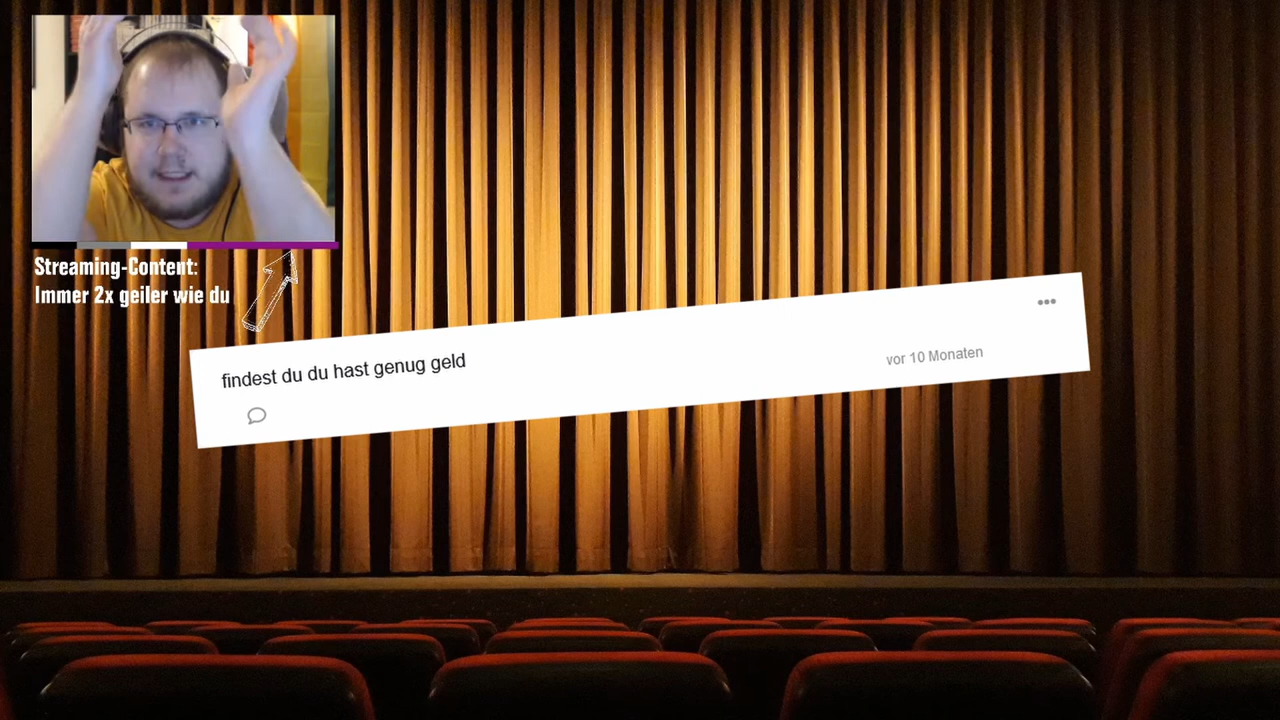 Streaming-Content:
Immer 2x geiler wie du
findest du du hast genug geld
vor 10 Monaten